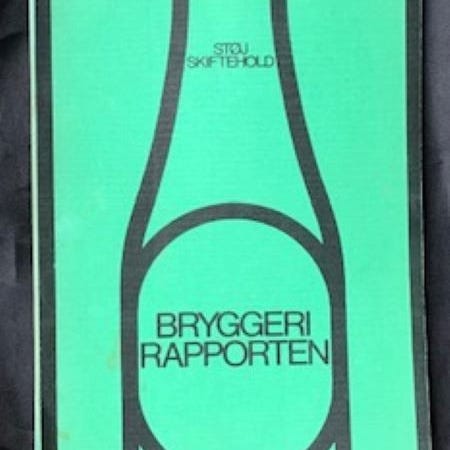 STØJ
SKIFTEHOLD
BRYGGERI
RAPPORTEN